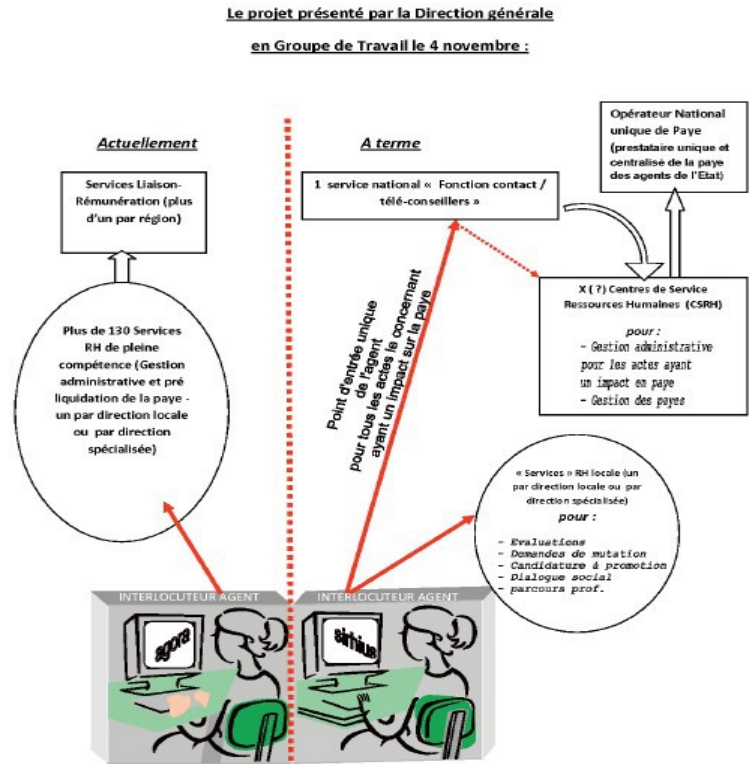 Le projet présenté par la Direction générale
en Groupe de Travail le 4 novembre :
Actuellement
Services Liaison-
Rémunération (plus
d'un par région)
Plus de 130 Services
RH de pleine
compétence (Gestion
administrative et pré
liquidation de la paye -
un par direction locale
ou par direction
spécialisée)
A terme
1 service national « Fonction contact /
télé-conseillers »
Opérateur National
unique de Paye
(prestataire unique et
centralisé de la paye
des agents de l'Etat)
X ( ?) Centres de Service
Ressources Humaines (CSRH)
pour :
- Gestion administrative
pour les actes ayant
un impact en paye
- Gestion des payes
Point d'entrée unique
de l'agent
pour tous les actes le concernant
ayant un impact sur la paye
« Services » RH locale (un
par direction locale ou par
direction spécialisée)
pour :
- Evaluations
- Demandes de mutation
- Candidature à promotion
- Dialogue social
- parcours prof.
INTERLOCUTEUR AGENT
agora
INTERLOCUTEUR AGENT
sirhius